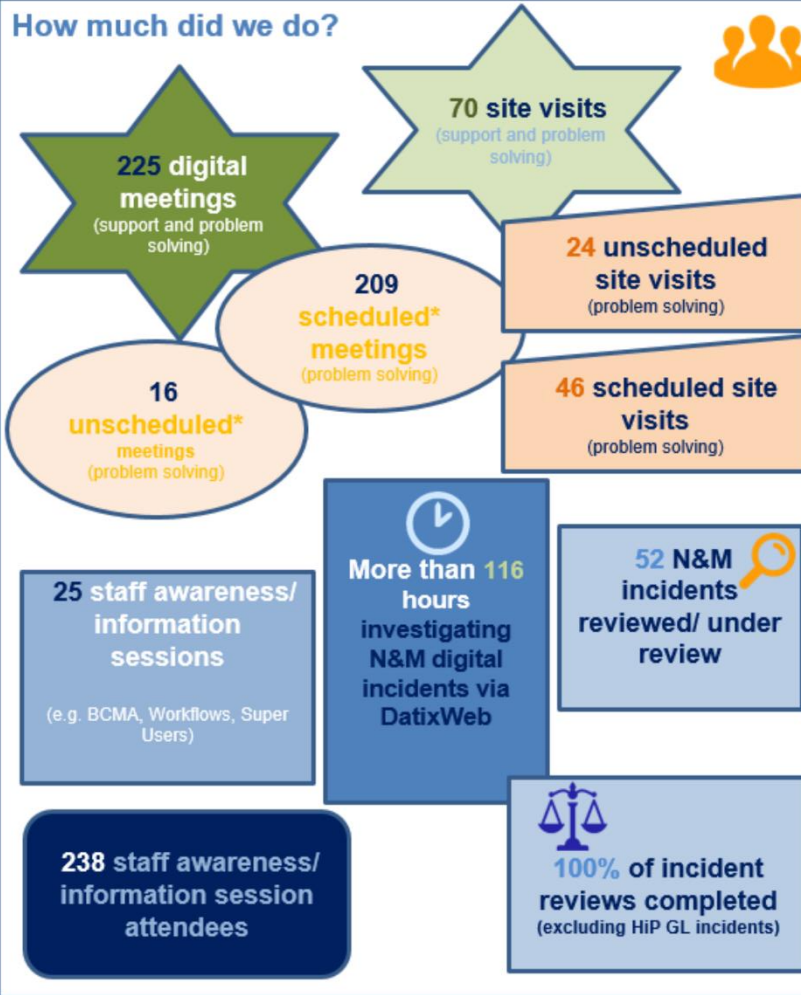 How much did we do?
225 digital
meetings
(support and problem
solving)
70 site visits
(support and problem
solving)
209
scheduled*
meetings
(problem solving)
24 unscheduled
site visits
(problem solving)
16
unscheduled*
meetings
(problem solving)
46 scheduled site
visits
(problem solving)
25 staff awareness/
information
sessions
(e.g. BCMA, Workflows, Super
Users)
More than 116
hours
investigating
N&M digital
incidents via
DatixWeb
52 N&M
incidents
reviewed/ under
review
238 staff awareness/
information session
attendees
100% of incident
reviews completed
(excluding HiP GL incidents)